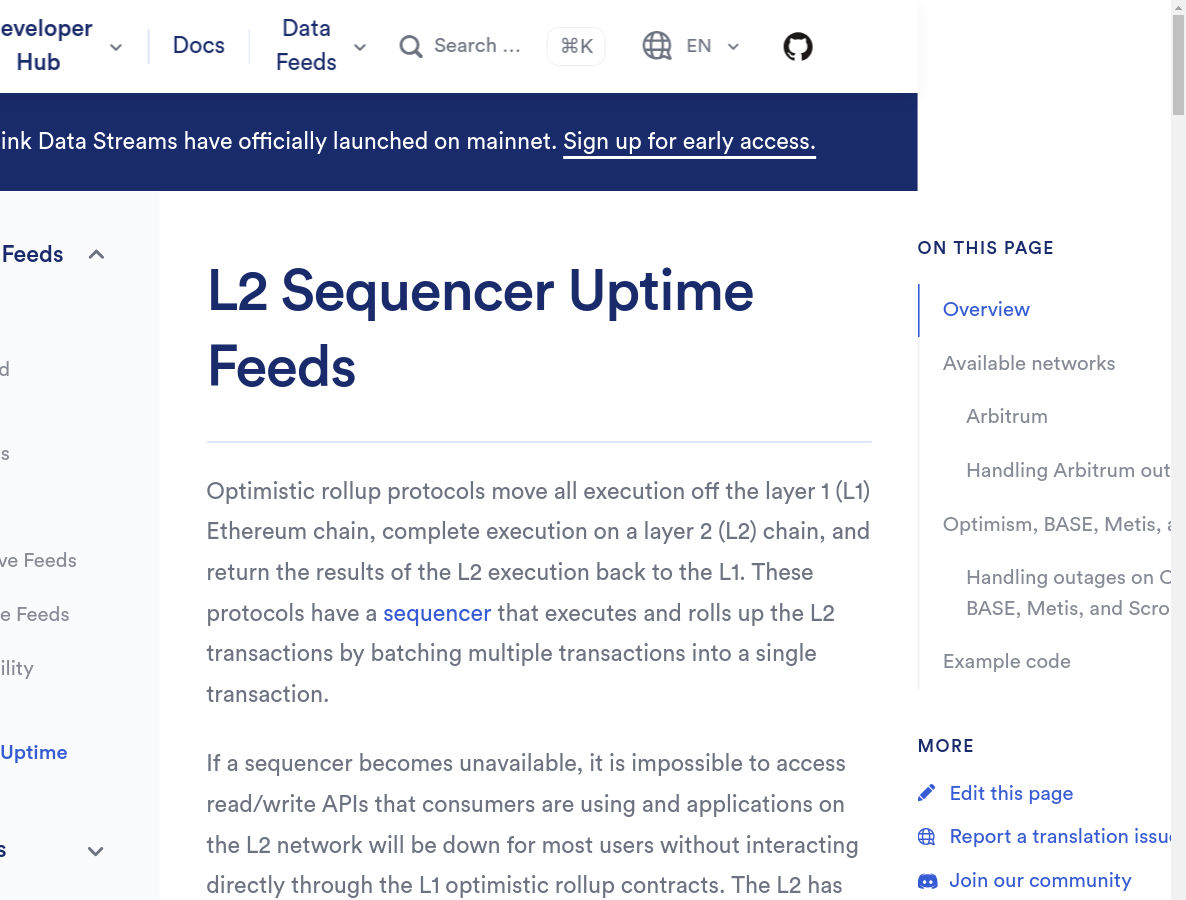 eveloper
Hub
Docs
Data
Feeds
Search ...
⌘K
EN
ink Data Streams have officially launched on mainnet. Sign up for early access.
Feeds
d
s
ve Feeds
e Feeds
ility
Uptime
s
L2 Sequencer Uptime
Feeds
Optimistic rollup protocols move all execution off the layer 1 (L1)
Ethereum chain, complete execution on a layer 2 (L2) chain, and
return the results of the L2 execution back to the L1. These
protocols have a sequencer that executes and rolls up the L2
transactions by batching multiple transactions into a single
transaction.
If a sequencer becomes unavailable, it is impossible to access
read/write APIs that consumers are using and applications on
the L2 network will be down for most users without interacting
directly through the L1 optimistic rollup contracts. The L2 has
ON THIS PAGE
Overview
Available networks
Arbitrum
Handling Arbitrum out
Optimism, BASE, Metis, a
Handling outages on O
BASE, Metis, and Scro
Example code
MORE
Edit this page
Report a translation issue
Join our community